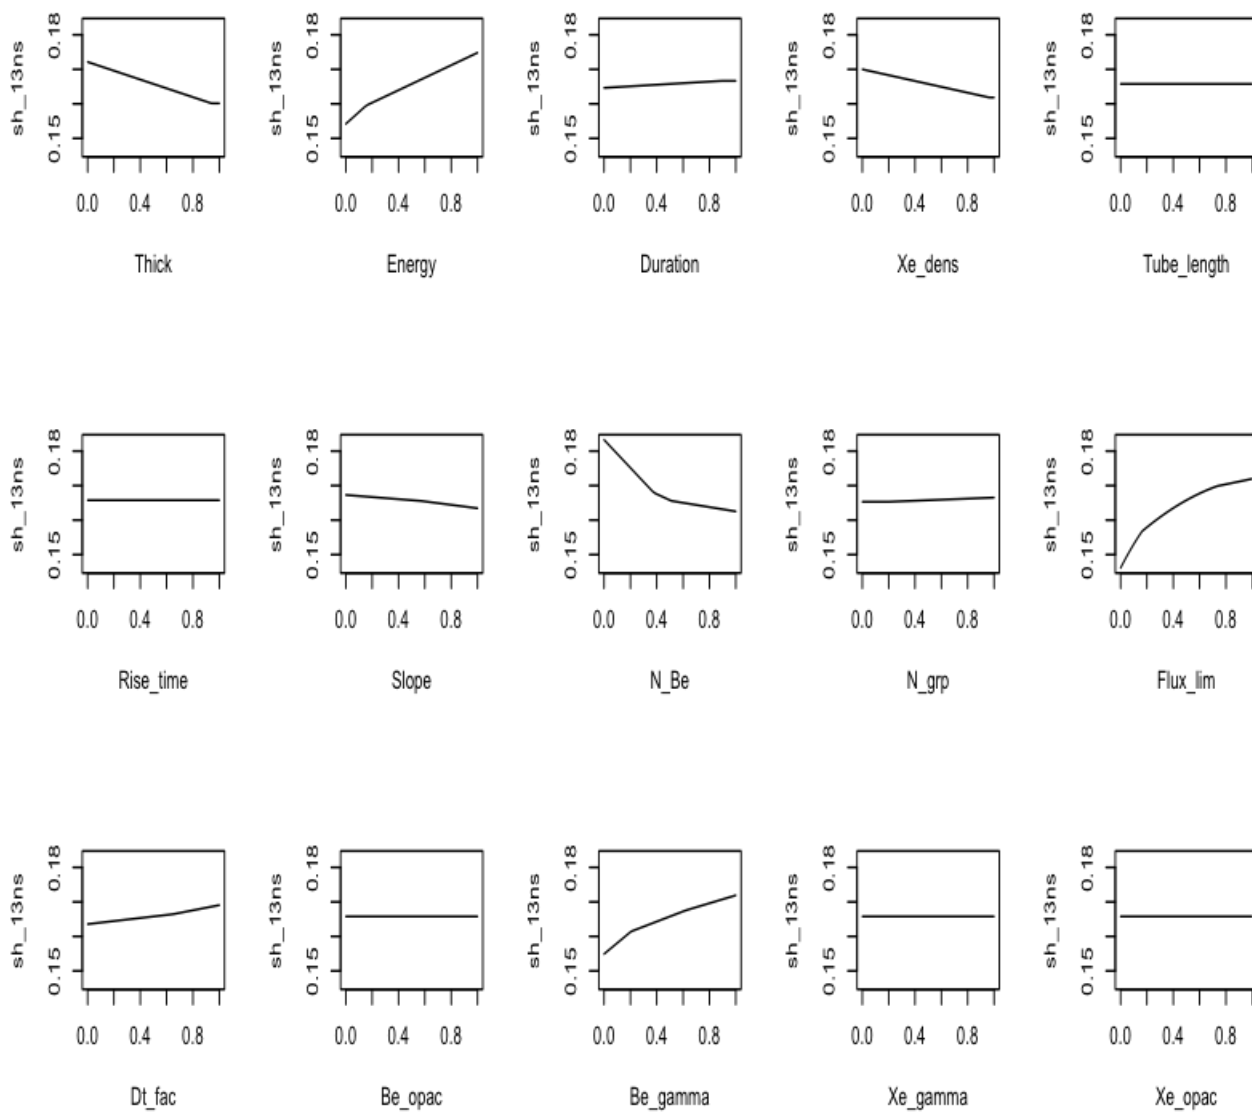 sh_13ns 0.15 0.18 sh_13ns 0.15 0.18 sh_13ns 0.15 0.18 sh_13ns 0.15 0.18 sh_13ns 0.15 0.18
0.0 0.4 0.8 0.0 0.4 0.8 0.0 0.4 0.8 0.0 0.4 0.8 0.0 0.4 0.8
Thick Energy Duration Xe_dens Tube_length
sh_13ns 0.15 0.18 sh_13ns 0.15 0.18 sh_13ns 0.15 0.18 sh_13ns 0.15 0.18 sh_13ns 0.15 0.18
0.0 0.4 0.8 0.0 0.4 0.8 0.0 0.4 0.8 0.0 0.4 0.8 0.0 0.4 0.8
Rise_time Slope N_Be N_grp Flux_lim
sh_13ns 0.15 0.18 sh_13ns 0.15 0.18 sh_13ns 0.15 0.18 sh_13ns 0.15 0.18 sh_13ns 0.15 0.18
0.0 0.4 0.8 0.0 0.4 0.8 0.0 0.4 0.8 0.0 0.4 0.8 0.0 0.4 0.8
Dt_fac Be_opac Be_gamma Xe_gamma Xe_opac